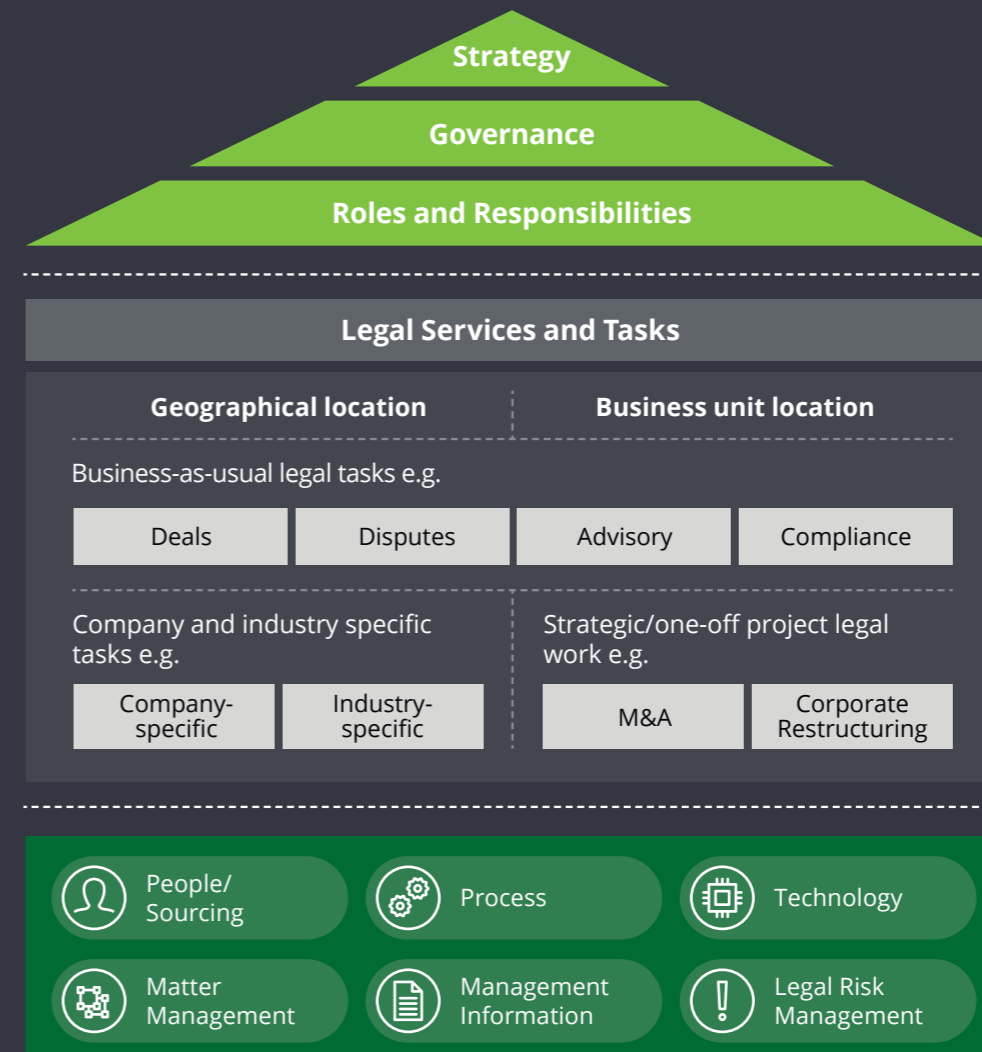 Strategy
Governance
Roles and Responsibilities
Legal Services and Tasks
Geographical location
Business unit location
Business-as-usual legal tasks e.g.
Deals
Disputes
Advisory
Compliance
Company and industry specific
tasks e.g.
Company-
specific
Industry-
specific
Strategic/one-off project legal
work e.g.
M&A
Corporate
Restructuring
People/
Sourcing
Process
Technology
Matter
Management
Management
Information
Legal Risk
Management